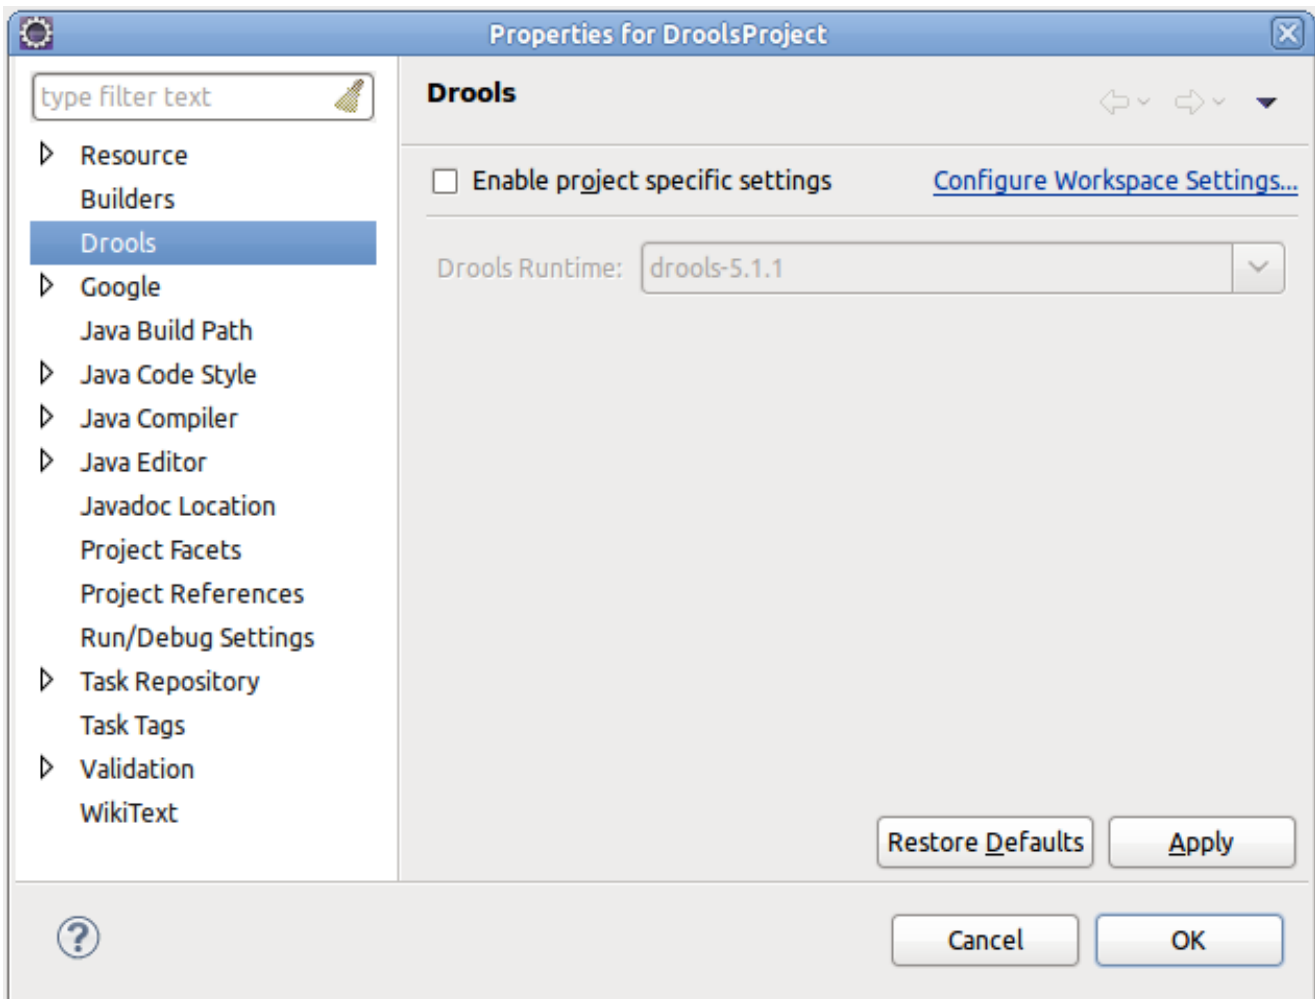 Properties for DroolsProject
type filter text
Resource
Builders
Drools
Google
Java Build Path
Java Code Style
Java Compiler
Java Editor
Javadoc Location
Project Facets
Project References
Run/Debug Settings
Task Repository
Task Tags
Validation
WikiText
Drools
Enable project specific settings
Configure Workspace Settings...
Drools Runtime: drools-5.1.1
Restore Defaults
Apply
Cancel
OK